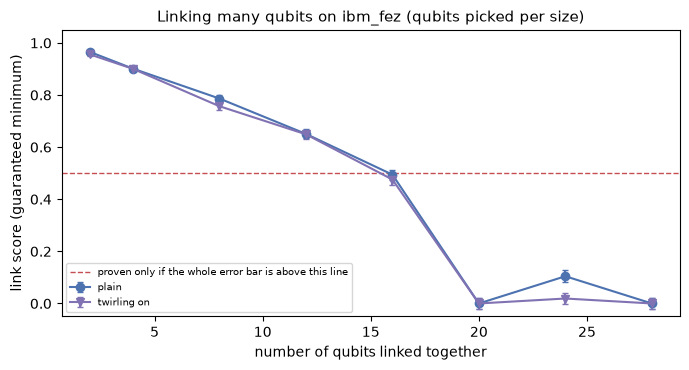 Linking many qubits on ibm_fez (qubits picked per size)
link score (guaranteed minimum)
1.0
0.8
0.6
0.4
0.2
0.0
proven only if the whole error bar is above this line
plain
twirling on
5
10
15
20
25
number of qubits linked together